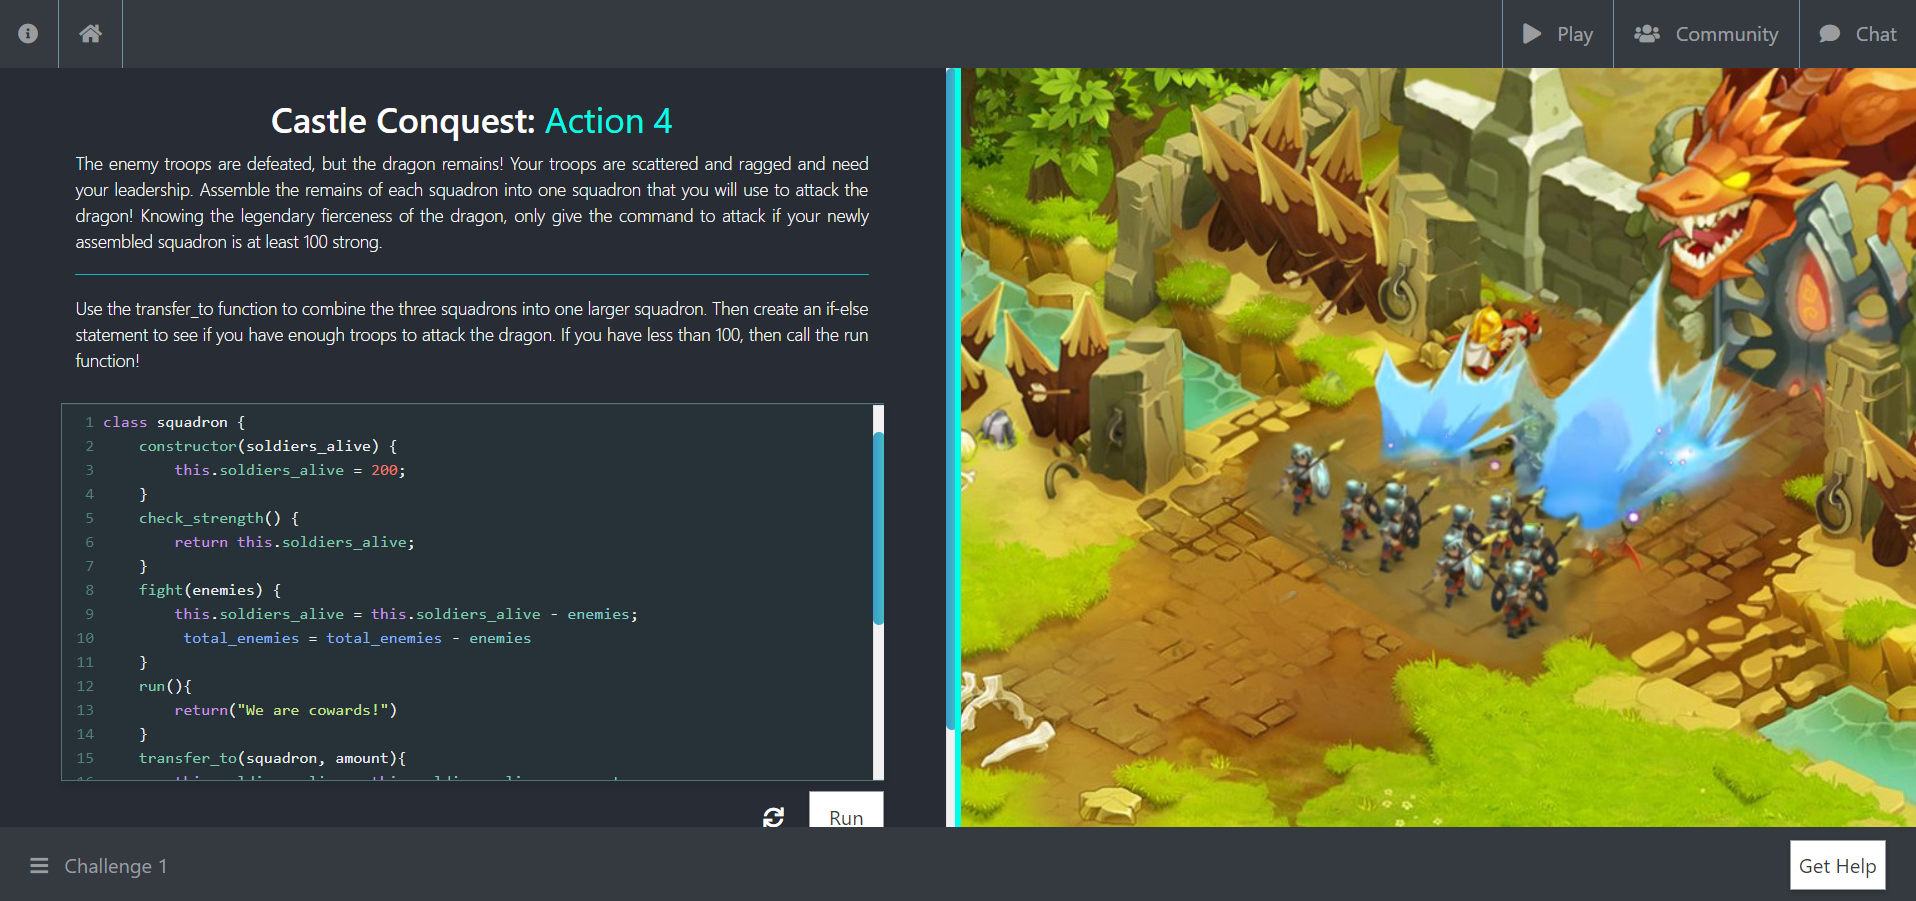 Play
Community
Chat
Castle Conquest: Action 4
The enemy troops are defeated, but the dragon remains! Your troops are scattered and ragged and need
your leadership. Assemble the remains of each squadron into one squadron that you will use to attack the
dragon! Knowing the legendary fierceness of the dragon, only give the command to attack if your newly
assembled squadron is at least 100 strong.
Use the transfer_to function to combine the three squadrons into one larger squadron. Then create an if-else
statement to see if you have enough troops to attack the dragon. If you have less than 100, then call the run
function!
1 class squadron {
2 constructor(soldiers_alive) {
3 this.soldiers_alive = 200;
4 }
5 check_strength() {
6 return this.soldiers_alive;
7 }
8 fight(enemies) {
9 this.soldiers_alive = this.soldiers_alive - enemies;
10 total_enemies = total_enemies - enemies
11 }
12 run(){
13 return("We are cowards!")
14 }
15 transfer_to(squadron, amount){
Run
Challenge 1
Get Help